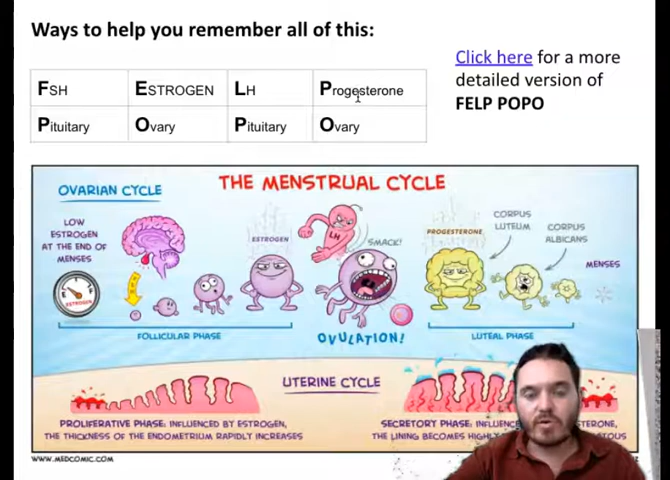 Ways to help you remember all of this:
Click here for a more
detailed version of
FELP POPO
FSH ESTROGEN LH Progesterone
Pituitary Ovary Pituitary Ovary
THE MENSTRUAL CYCLE
OVARIAN CYCLE
LOW
ESTROGEN
AT THE END OF
MENSES
ESTROGEN
ESTROGEN
LH
SMACK!
PROGESTERONE
CORPUS
LUTEUM
CORPUS
ALBICANS
MENSES
FOLLICULAR PHASE
OVULATION!
LUTEAL PHASE
UTERINE CYCLE
PROLIFERATIVE PHASE: INFLUENCED BY ESTROGEN,
THE THICKNESS OF THE ENDOMETRIUM RAPIDLY INCREASES
SECRETORY PHASE:
THE LINING BECOMES
WWW.MEDCOMIC.COM